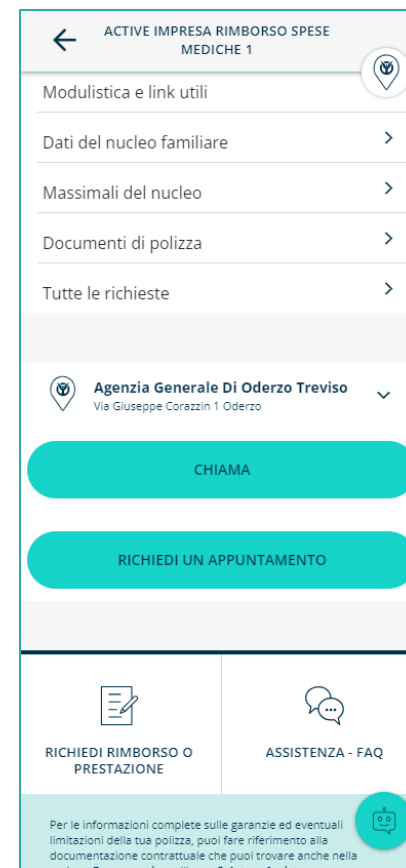 ACTIVE IMPRESA RIMBORSO SPESE
MEDICHE 1
Modulistica e link utili
Dati del nucleo familiare
Massimali del nucleo
Documenti di polizza
Tutte le richieste
Agenzia Generale Di Oderzo Treviso
Via Giuseppe Corazzin 1 Oderzo
CHIAMA
RICHIEDI UN APPUNTAMENTO
RICHIEDI RIMBORSO O
PRESTAZIONE
ASSISTENZA - FAQ
Per le informazioni complete sulle garanzie ed eventuali
limitazioni della tua polizza, puoi fare riferimento alla
documentazione contrattuale che puoi trovare anche nella